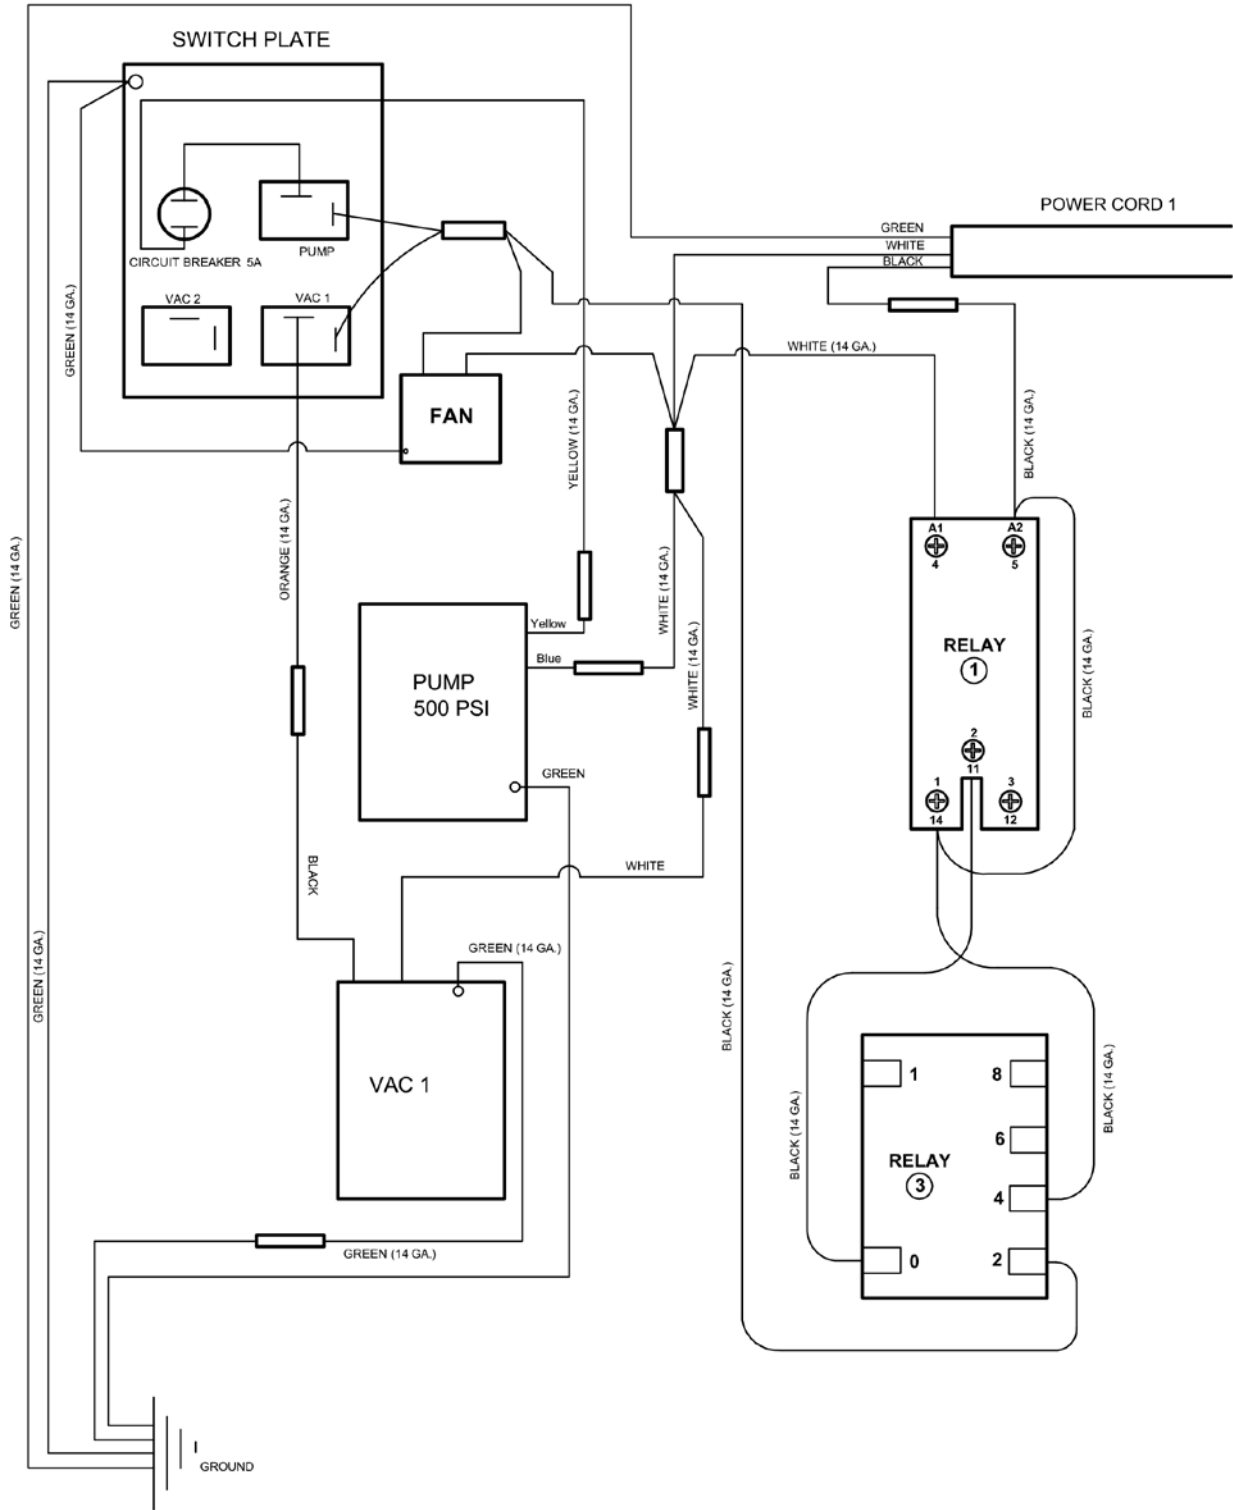 SWITCH PLATE
POWER CORD 1
GREEN
WHITE
BLACK
PUMP
CIRCUIT BREAKER 5A
VAC 2
VAC 1
GREEN (14 GA.)
WHITE (14 GA.)
FAN
YELLOW (14 GA.)
BLACK (14 GA.)
ORANGE (14 GA.)
A1
A2
4
5
GREEN (14 GA.)
WHITE (14 GA.)
WHITE (14 GA.)
Yellow
Blue
RELAY
1
BLACK (14 GA.)
PUMP
500 PSI
2
11
GREEN
1
3
14
12
BLACK
WHITE
GREEN (14 GA.)
GREEN (14 GA.)
BLACK (14 GA.)
VAC 1
1
8
6
RELAY
3
4
0
2
BLACK (14 GA.)
BLACK (14 GA.)
GREEN (14 GA.)
GROUND